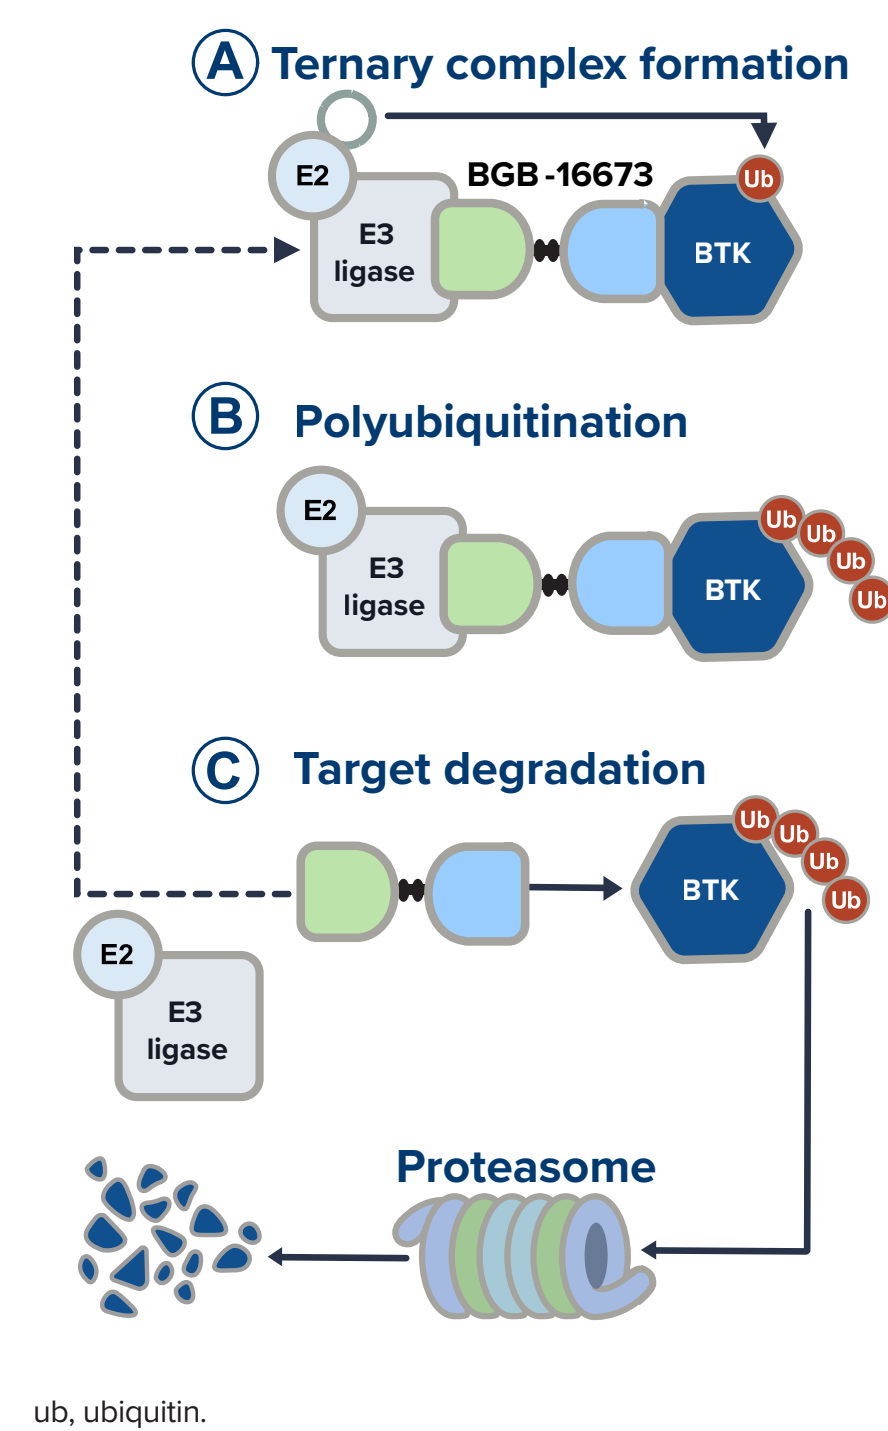 A Ternary complex formation
BGB -16673
E2
Ub
E3
ligase
BTK
B Polyubiquitination
E2
Ub
Ub
Ub
Ub
E3
ligase
BTK
C Target degradation
Ub
Ub
Ub
Ub
BTK
E2
E3
ligase
Proteasome
ub, ubiquitin.